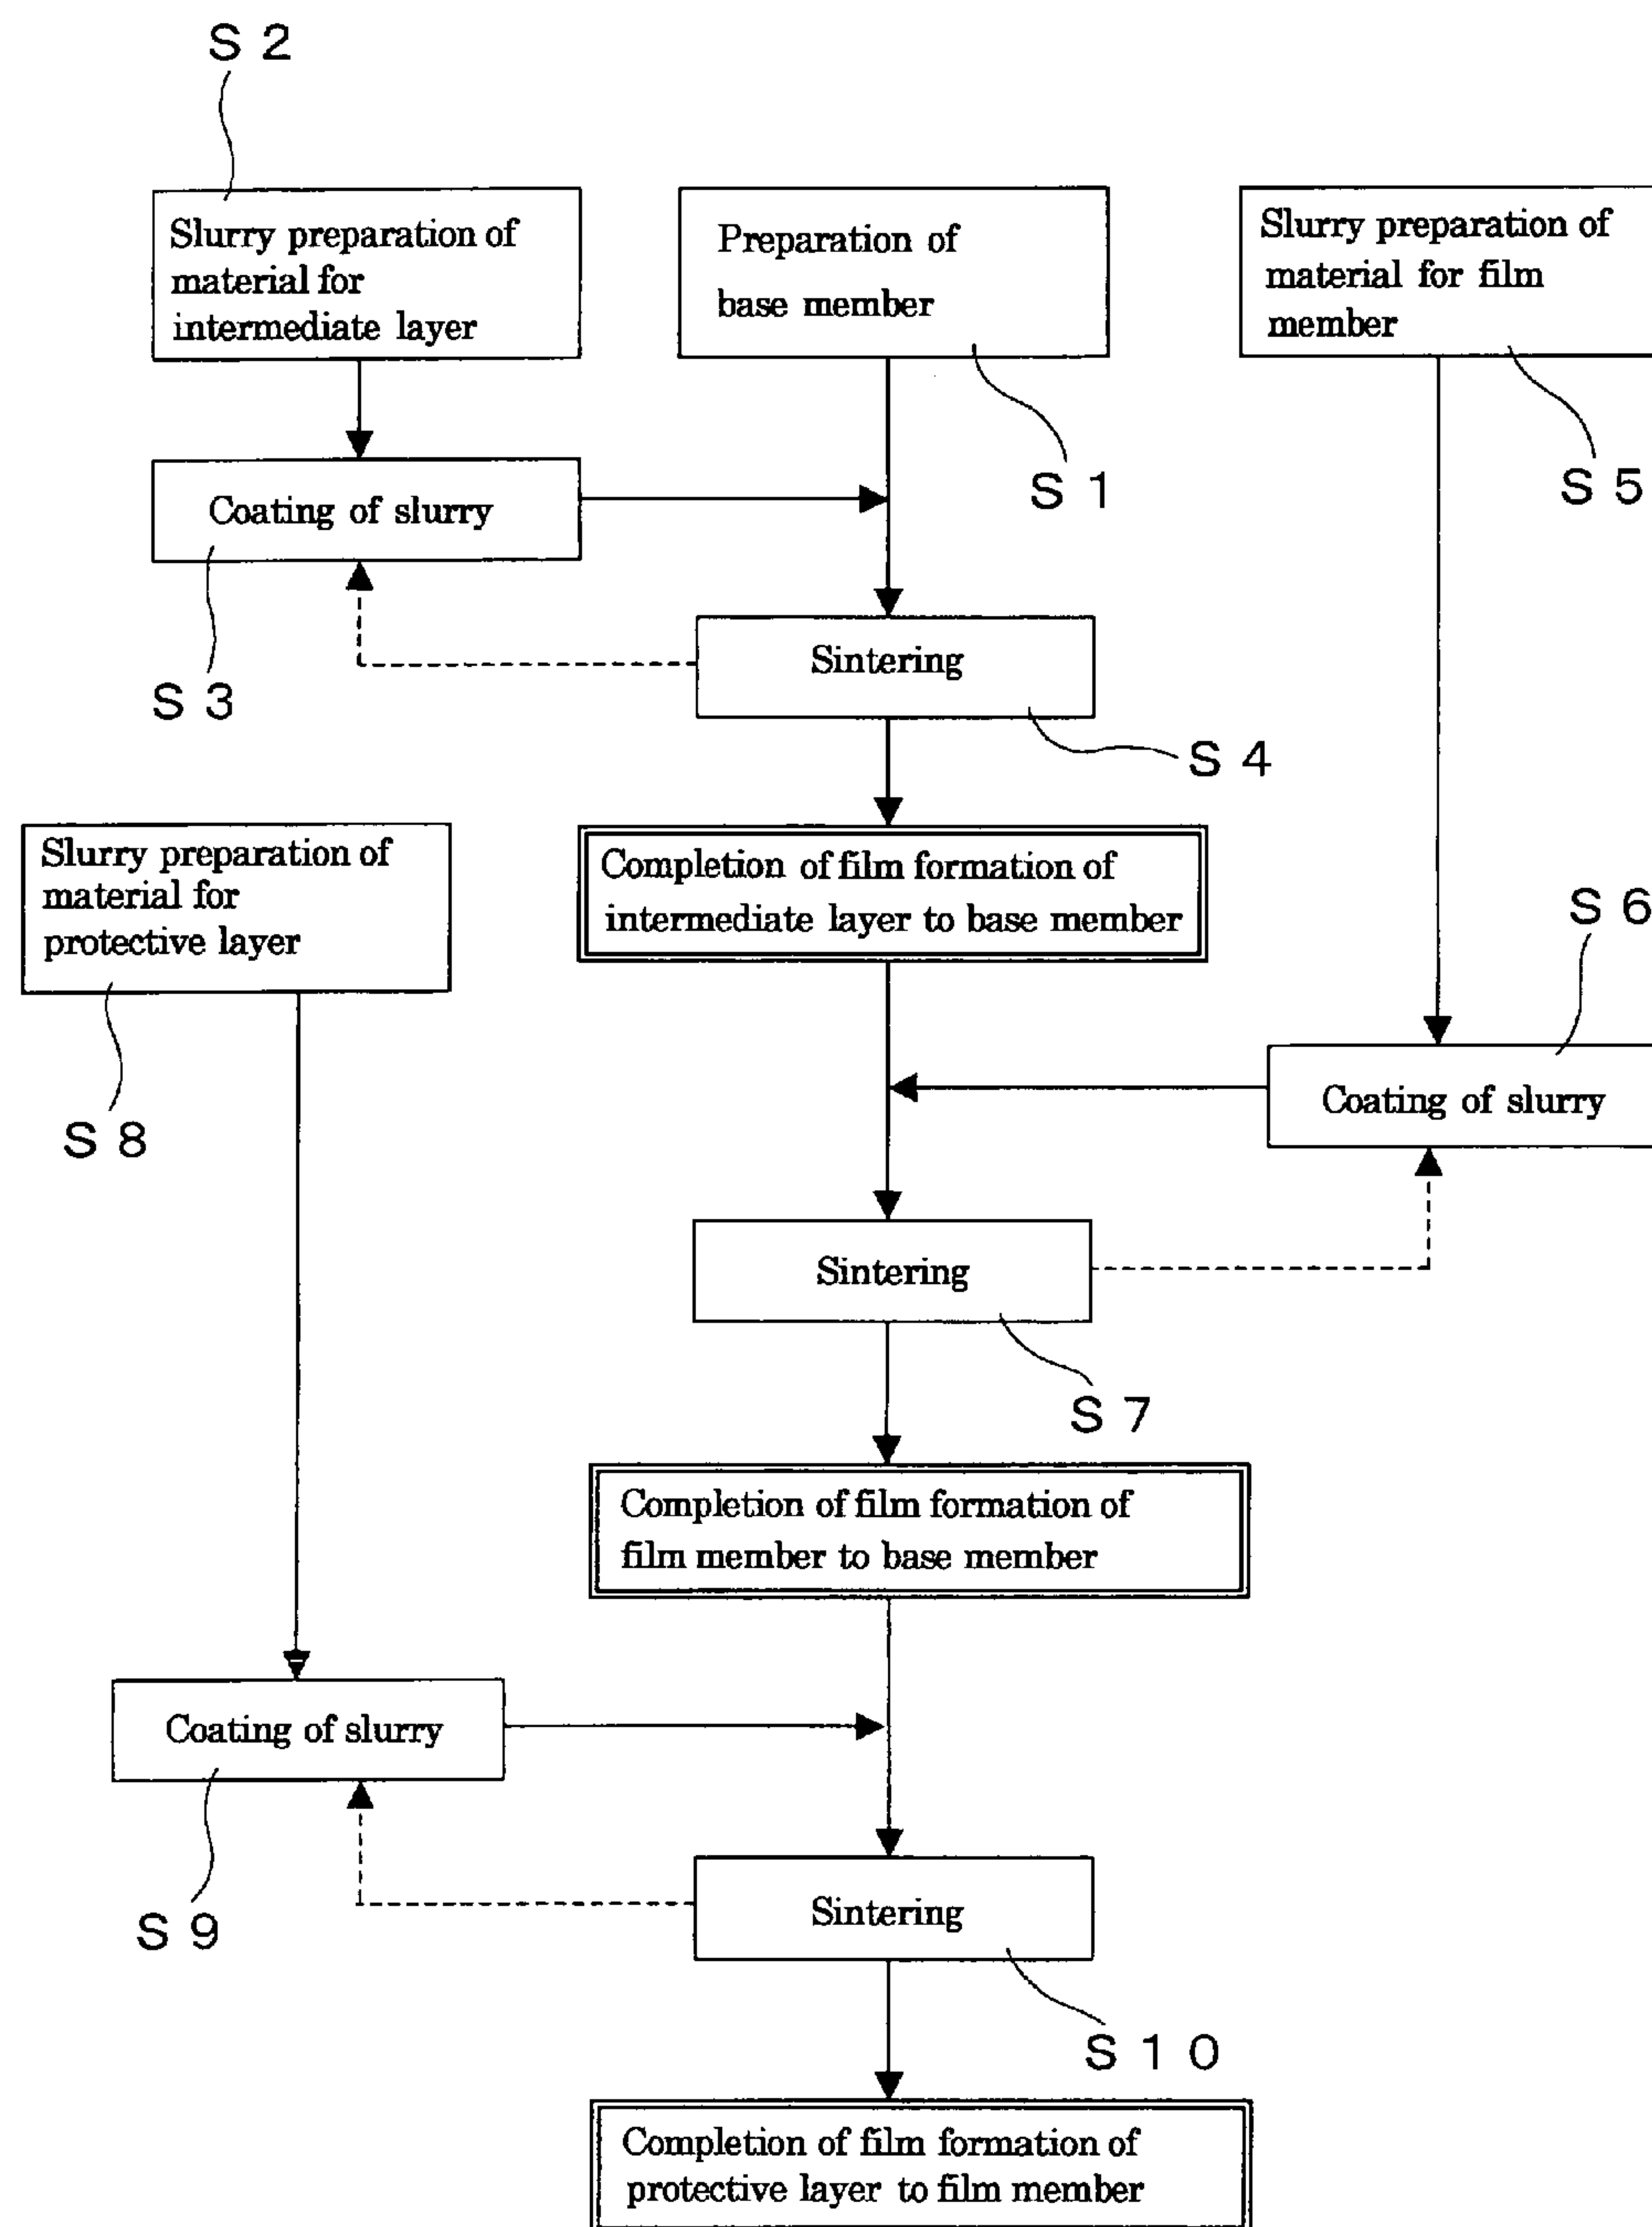 S 2
Slurry preparation of
material for
intermediate layer
Preparation of
base member
Slurry preparation of
material for film
member
S 1
S 5
Coating of slurry
S 3
Sintering
S 4
Slurry preparation of
material for
protective layer
S 8
Completion of film formation of
intermediate layer to base member
S 6
Coating of slurry
Sintering
S 7
Completion of film formation of
film member to base member
Coating of slurry
S 9
Sintering
S 1 0
Completion of film formation of
protective layer to film member